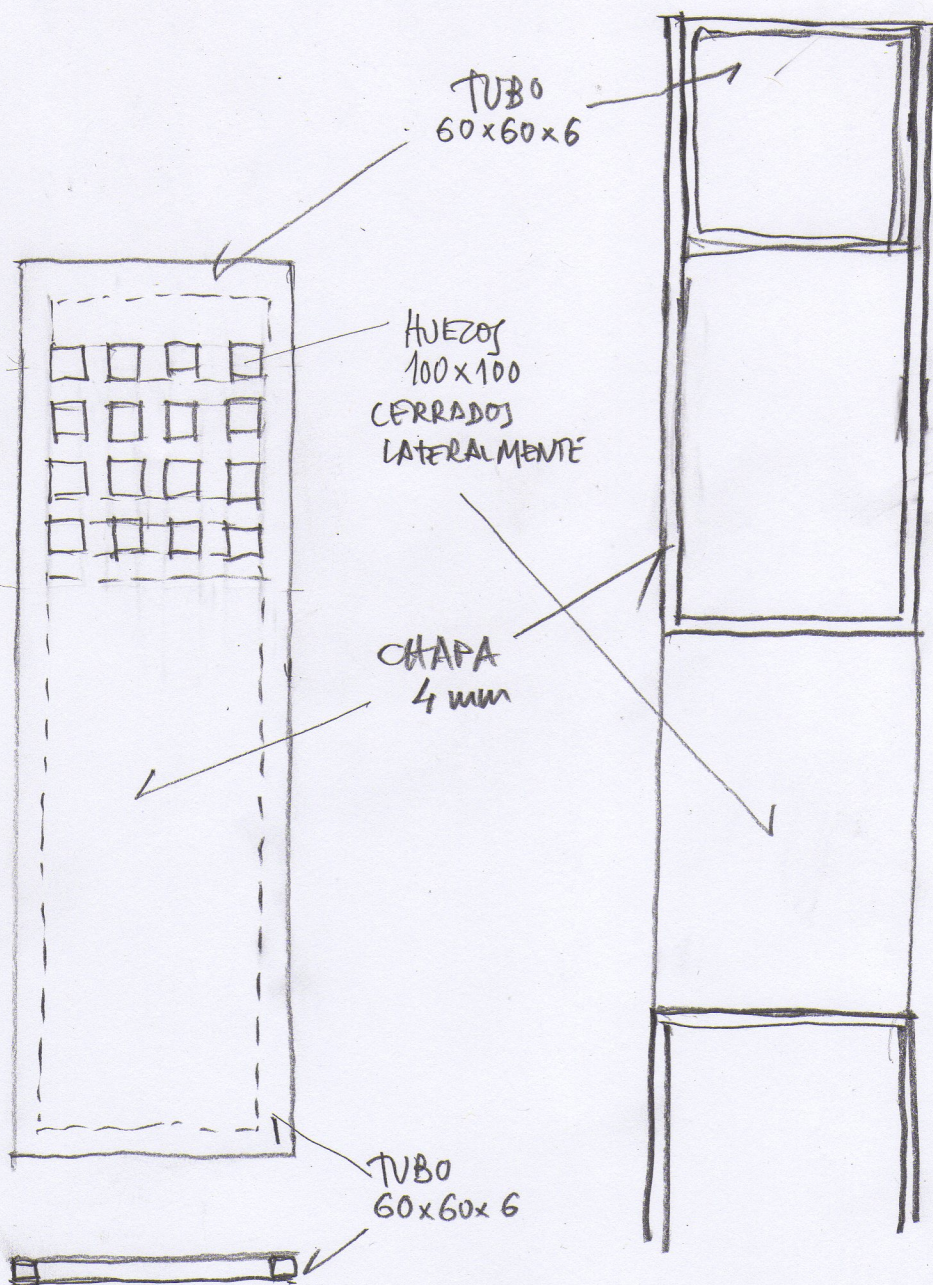 TUBO
60x60x6
HUECOS
100x100
CERRADOS
LATERALMENTE
CHAPA
4 mm
TUBO
60x60x6